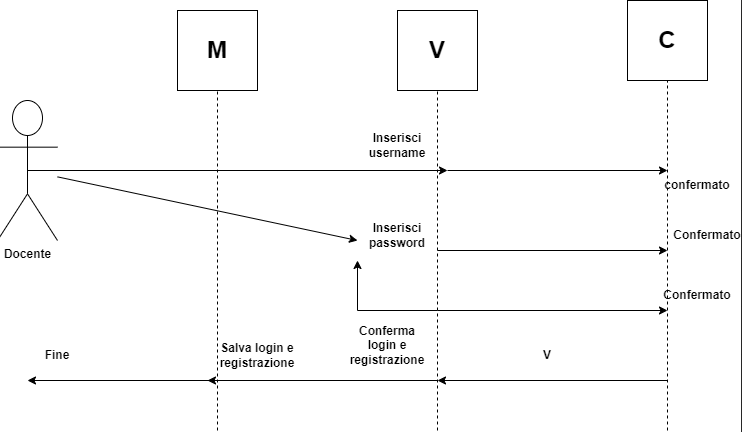 M
V
C
Inserisci
username
confermato
Inserisci
password
Confermato
Docente
Confermato
Conferma
login e
registrazione
Fine
Salva login e
registrazione
V